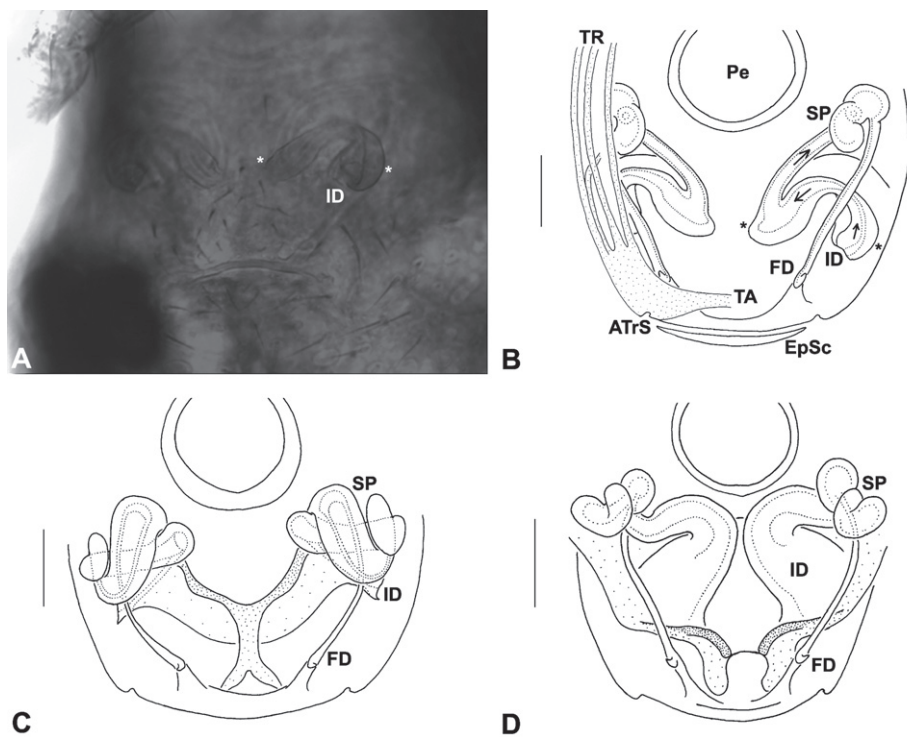 A
*
*
ID
B
TR
Pe
SP
*
*
FD
ID
TA
ATrS
EpSc
C
SP
ID
FD
D
SP
ID
FD